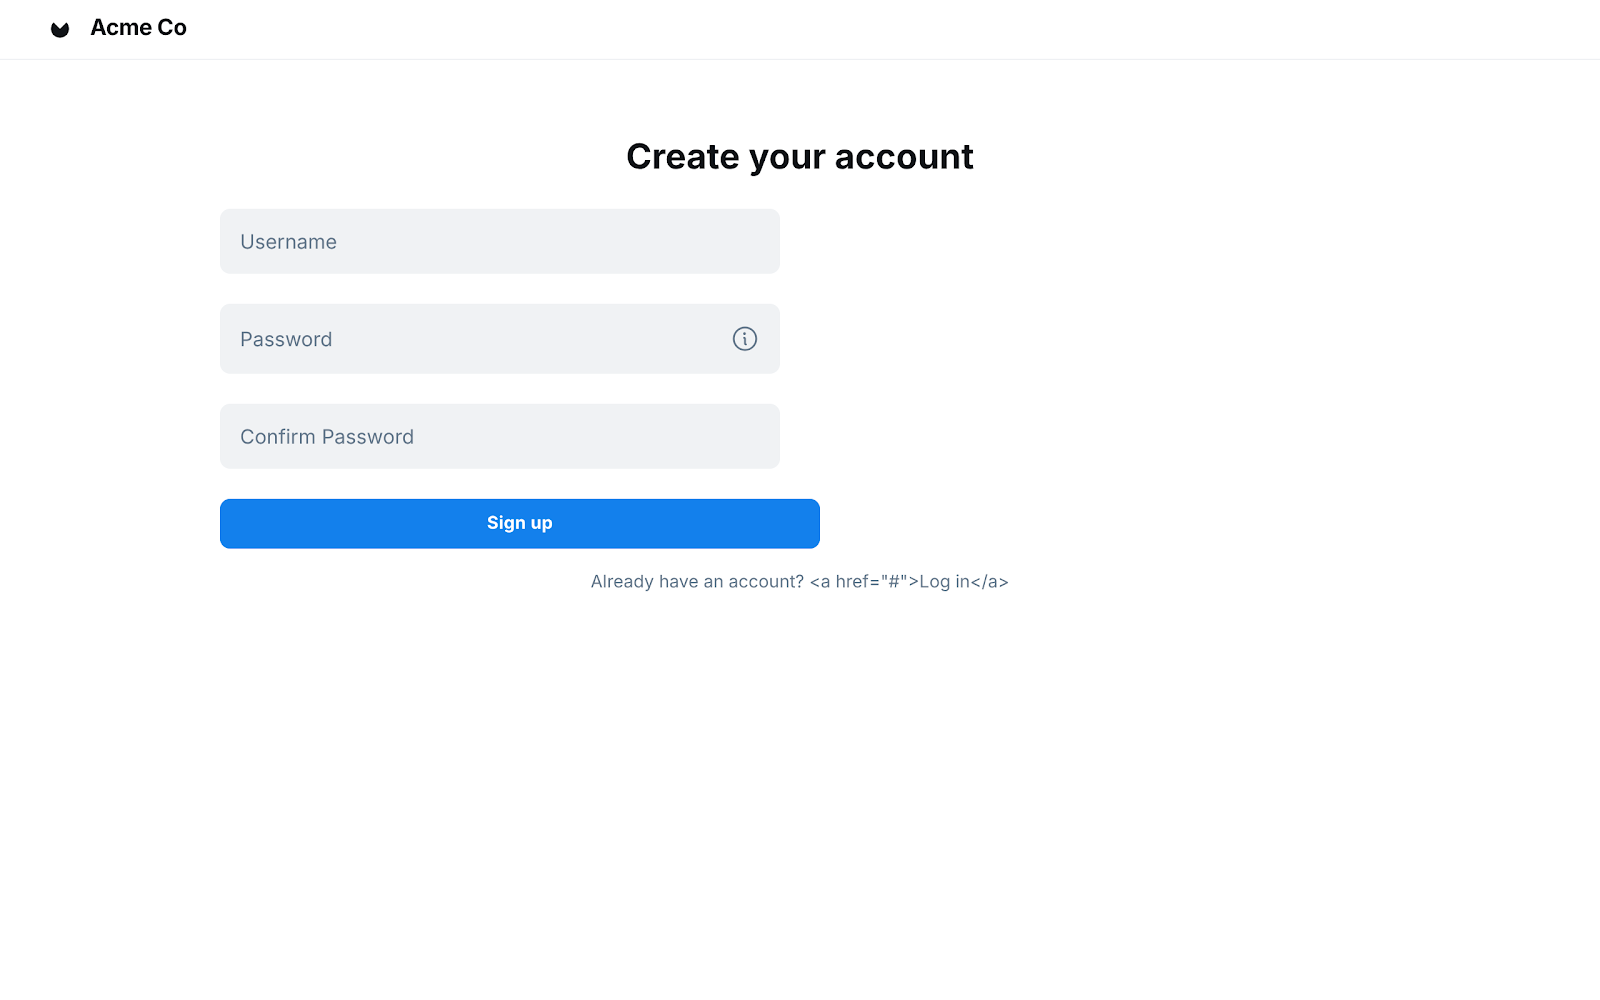 Acme Co
Create your account
Username
Password
Confirm Password
Sign up
Already have an account? <a href="#">Log in</a>